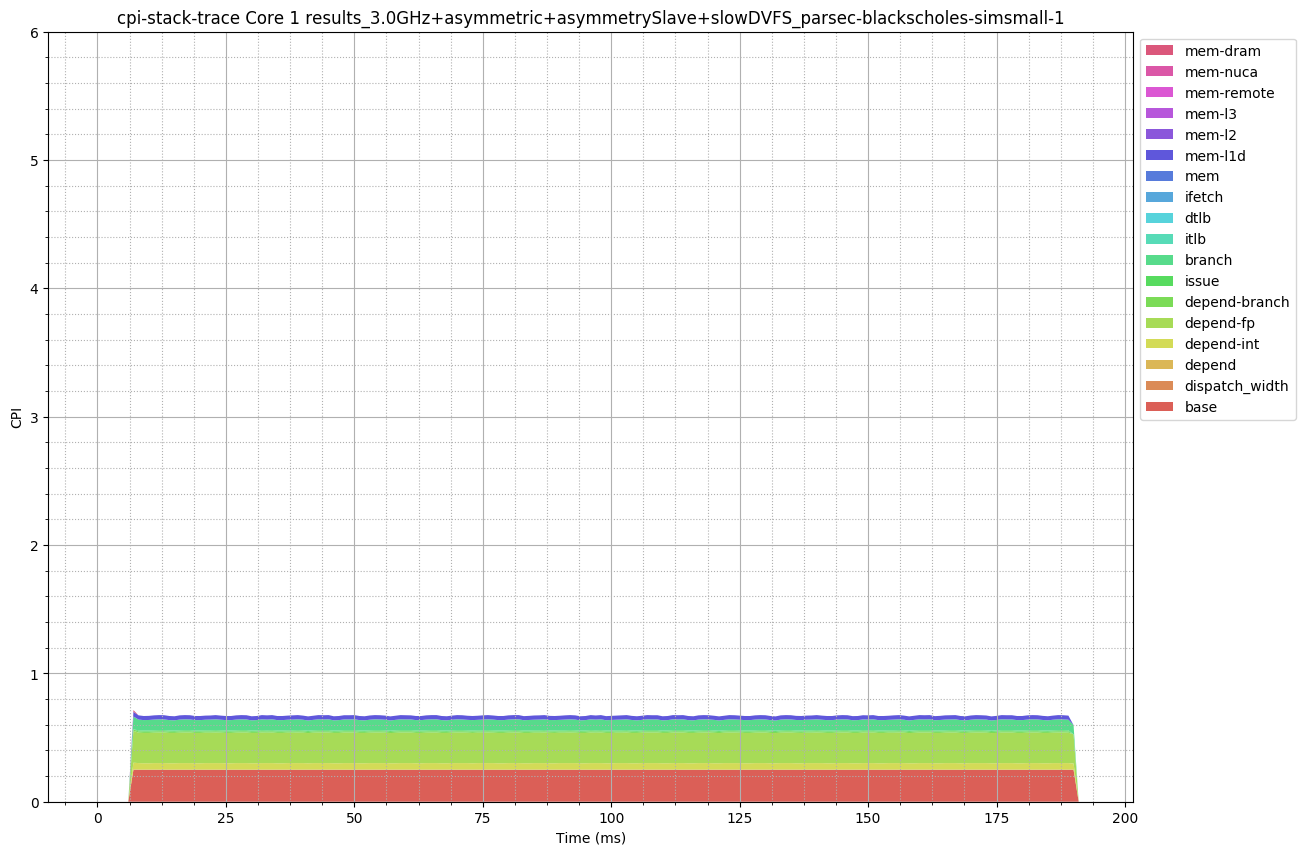 cpi-stack-trace Core 1 results_3.0GHz+asymmetric+asymmetrySlave+slowDVFS_parsec-blackscholes-simsmall-1
6
5
4
3
2
1
0
CPI
0 25 50 75 100 125 150 175 200
Time (ms)
mem-dram
mem-nuca
mem-remote
mem-l3
mem-l2
mem-l1d
mem
ifetch
dtlb
itlb
branch
issue
depend-branch
depend-fp
depend-int
depend
dispatch_width
base